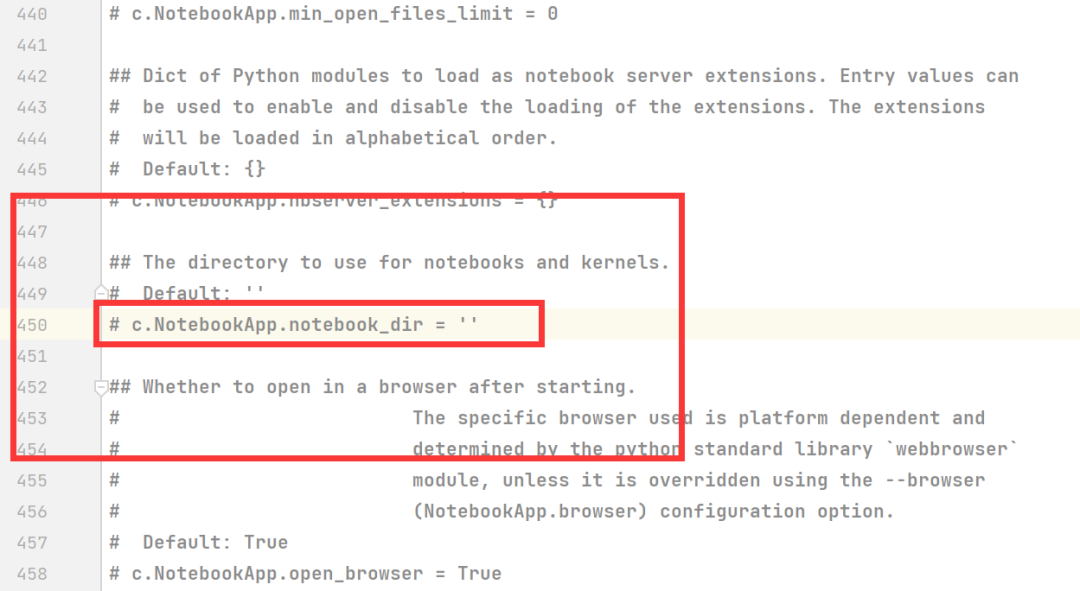 440 # c.NotebookApp.min_open_files_limit = 0
441
442 ## Dict of Python modules to load as notebook server extensions. Entry values can
443 #  be used to enable and disable the loading of the extensions. The extensions
444 #  will be loaded in alphabetical order.
445 #  Default: {}
446 # c.NotebookApp.nbserver_extensions = {}
447
448 ## The directory to use for notebooks and kernels.
449 #  Default: ''
450 # c.NotebookApp.notebook_dir = ''
451
452 ## Whether to open in a browser after starting.
453 #                          The specific browser used is platform dependent and
454 #                          determined by the python standard library `webbrowser`
455 #                          module, unless it is overridden using the --browser
456 #                          (NotebookApp.browser) configuration option.
457 #  Default: True
458 # c.NotebookApp.open_browser = True